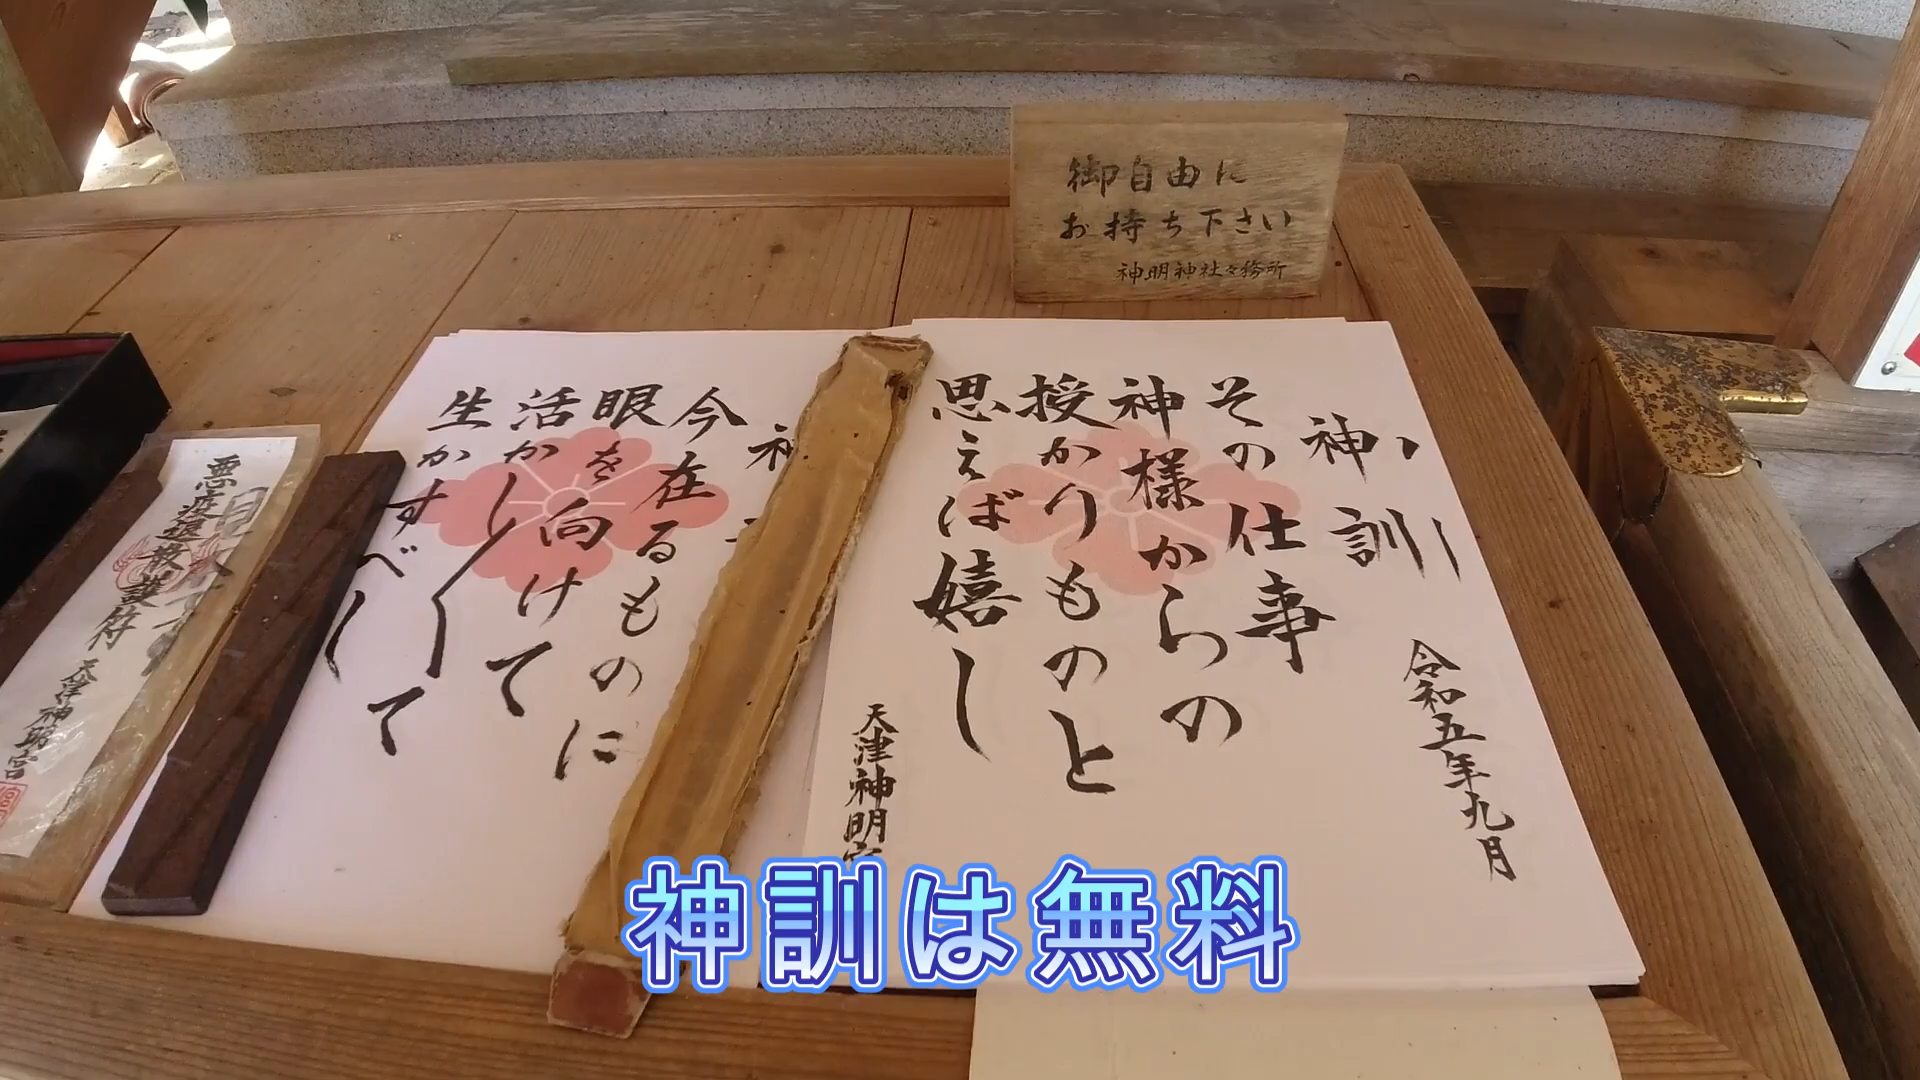 御自由に
お持ち下さい
神明神社々務所
神訓
令和五年九月
その仕事
神様からの
授かりものと
思えば嬉し
天津神明宮
神
今在るものに
眼を向けて
活かし
生かすべし
て
悪疫退散護符
天津神明宮
神訓は無料